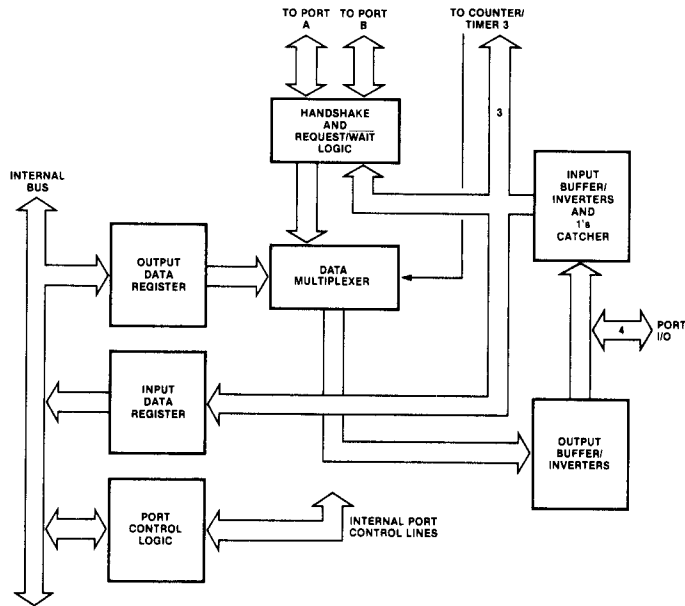 TO PORT
A
TO PORT
B
TO COUNTER/
TIMER 3
3
HANDSHAKE
AND
REQUEST/WAIT
LOGIC
INTERNAL
BUS
INPUT
BUFFER/
INVERTERS
AND
1's
CATCHER
OUTPUT
DATA
REGISTER
DATA
MULTIPLEXER
4
PORT
I/O
INPUT
DATA
REGISTER
OUTPUT
BUFFER/
INVERTERS
PORT
CONTROL
LOGIC
INTERNAL PORT
CONTROL LINES